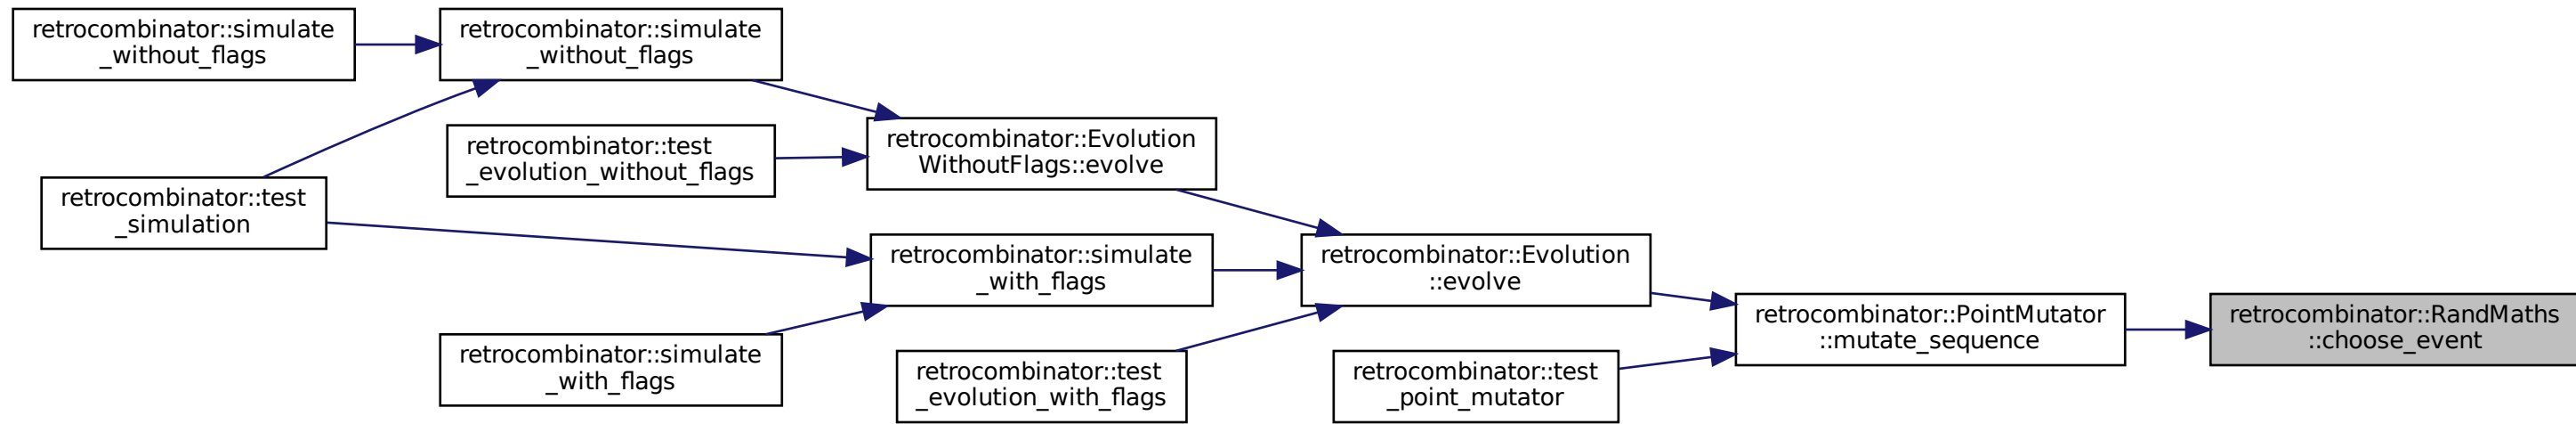 retrocombinator::simulate
_without_flags
retrocombinator::simulate
_without_flags
retrocombinator::Evolution
WithoutFlags::evolve
retrocombinator::test
_evolution_without_flags
retrocombinator::test
_simulation
retrocombinator::simulate
_with_flags
retrocombinator::Evolution
::evolve
retrocombinator::PointMutator
::mutate_sequence
retrocombinator::RandMaths
::choose_event
retrocombinator::simulate
_with_flags
retrocombinator::test
_evolution_with_flags
retrocombinator::test
_point_mutator